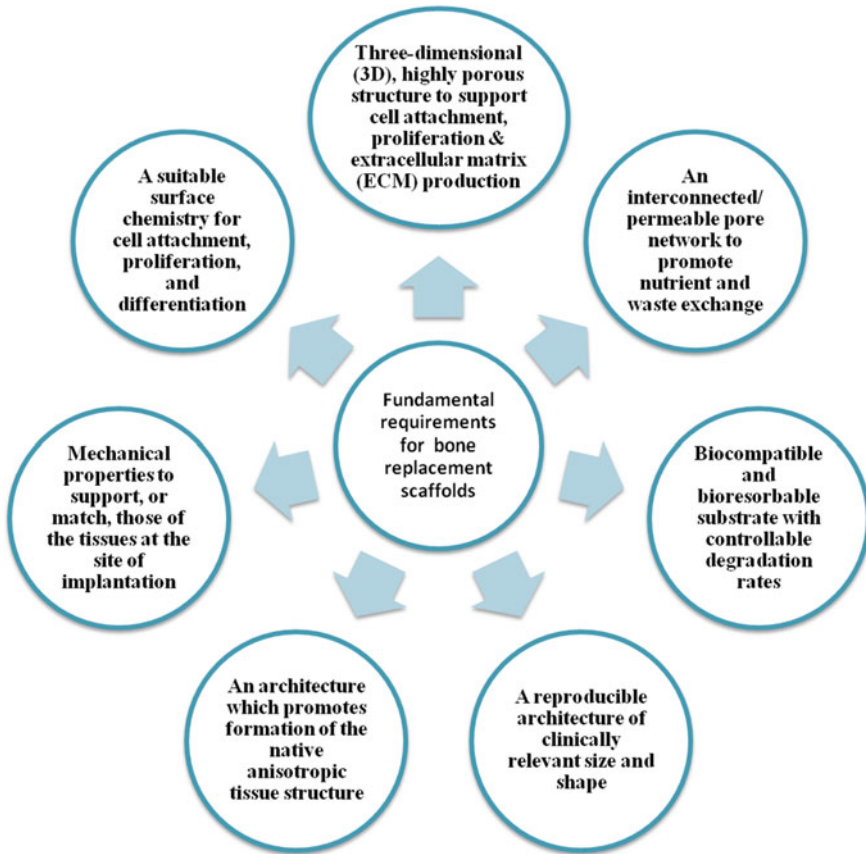 Three-dimensional
(3D), highly porous
structure to support
cell attachment,
proliferation &
extracellular matrix
(ECM) production
An
interconnected/
permeable pore
network to
promote
nutrient and
waste exchange
Biocompatible
and
bioresorbable
substrate with
controllable
degradation
rates
A reproducible
architecture of
clinically
relevant size and
shape
An architecture
which promotes
formation of the
native
anisotropic
tissue structure
Mechanical
properties to
support, or
match, those of
the tissues at the
site of
implantation
A suitable
surface
chemistry for
cell attachment,
proliferation,
and
differentiation
Fundamental
requirements
for bone
replacement
scaffolds